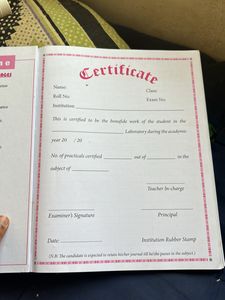 Certificate
Name:
Class:
Roll No:
Exam No:
Institution:
This is certified to be the bonafide work of the student in the
Laboratory during the academic
year 20 / 20
No. of practicals certified out of in the
subject of
Teacher In-charge
Examiner's Signature
Principal
Date:
Institution Rubber Stamp
(N.B: The candidate is expected to retain his/her journal till he/she passes in the subject.)